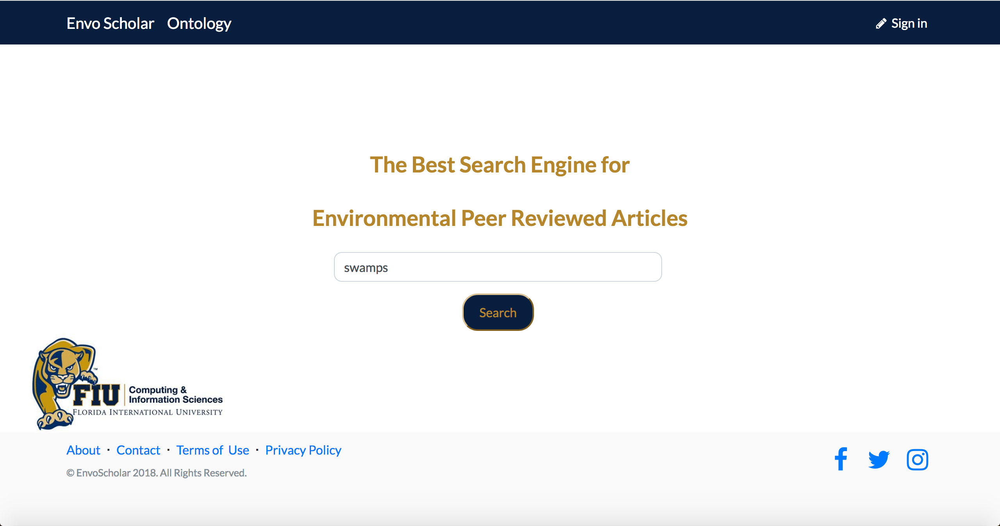 Envo Scholar Ontology Sign in
The Best Search Engine for
Environmental Peer Reviewed Articles
swamps
Search
TM
FIU Computing &
Information Sciences
FLORIDA INTERNATIONAL UNIVERSITY
About · Contact · Terms of Use · Privacy Policy
© EnvoScholar 2018. All Rights Reserved.